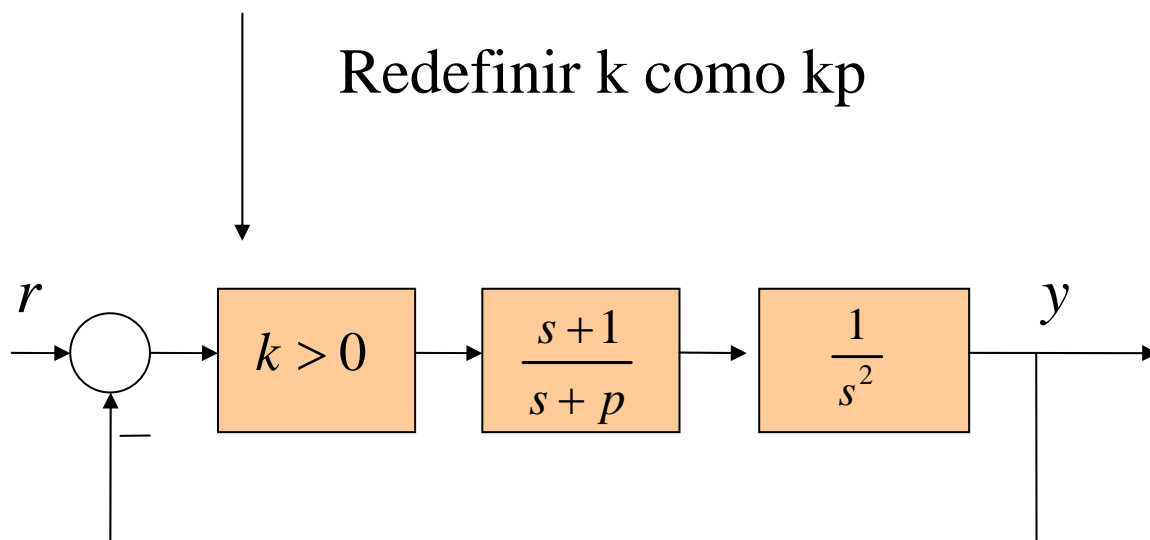 Redefinir k como kp
r
y
k > 0
s + 1
s + p
1
s²
–